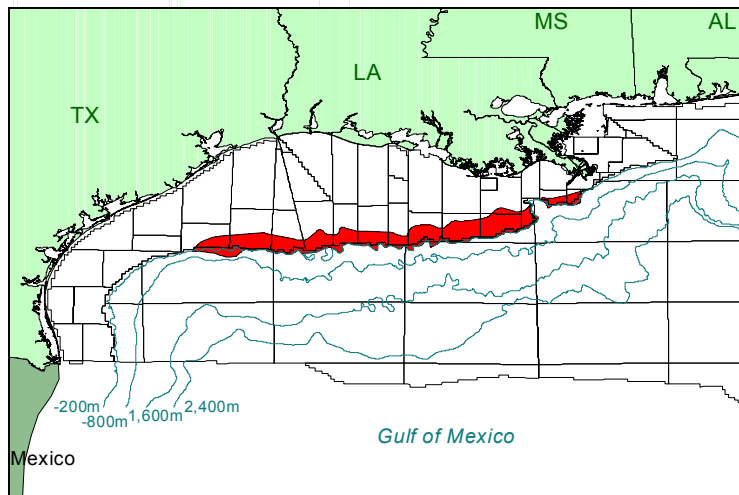 MS
AL
LA
TX
-200m
-800m
1,600m
2,400m
Gulf of Mexico
Mexico